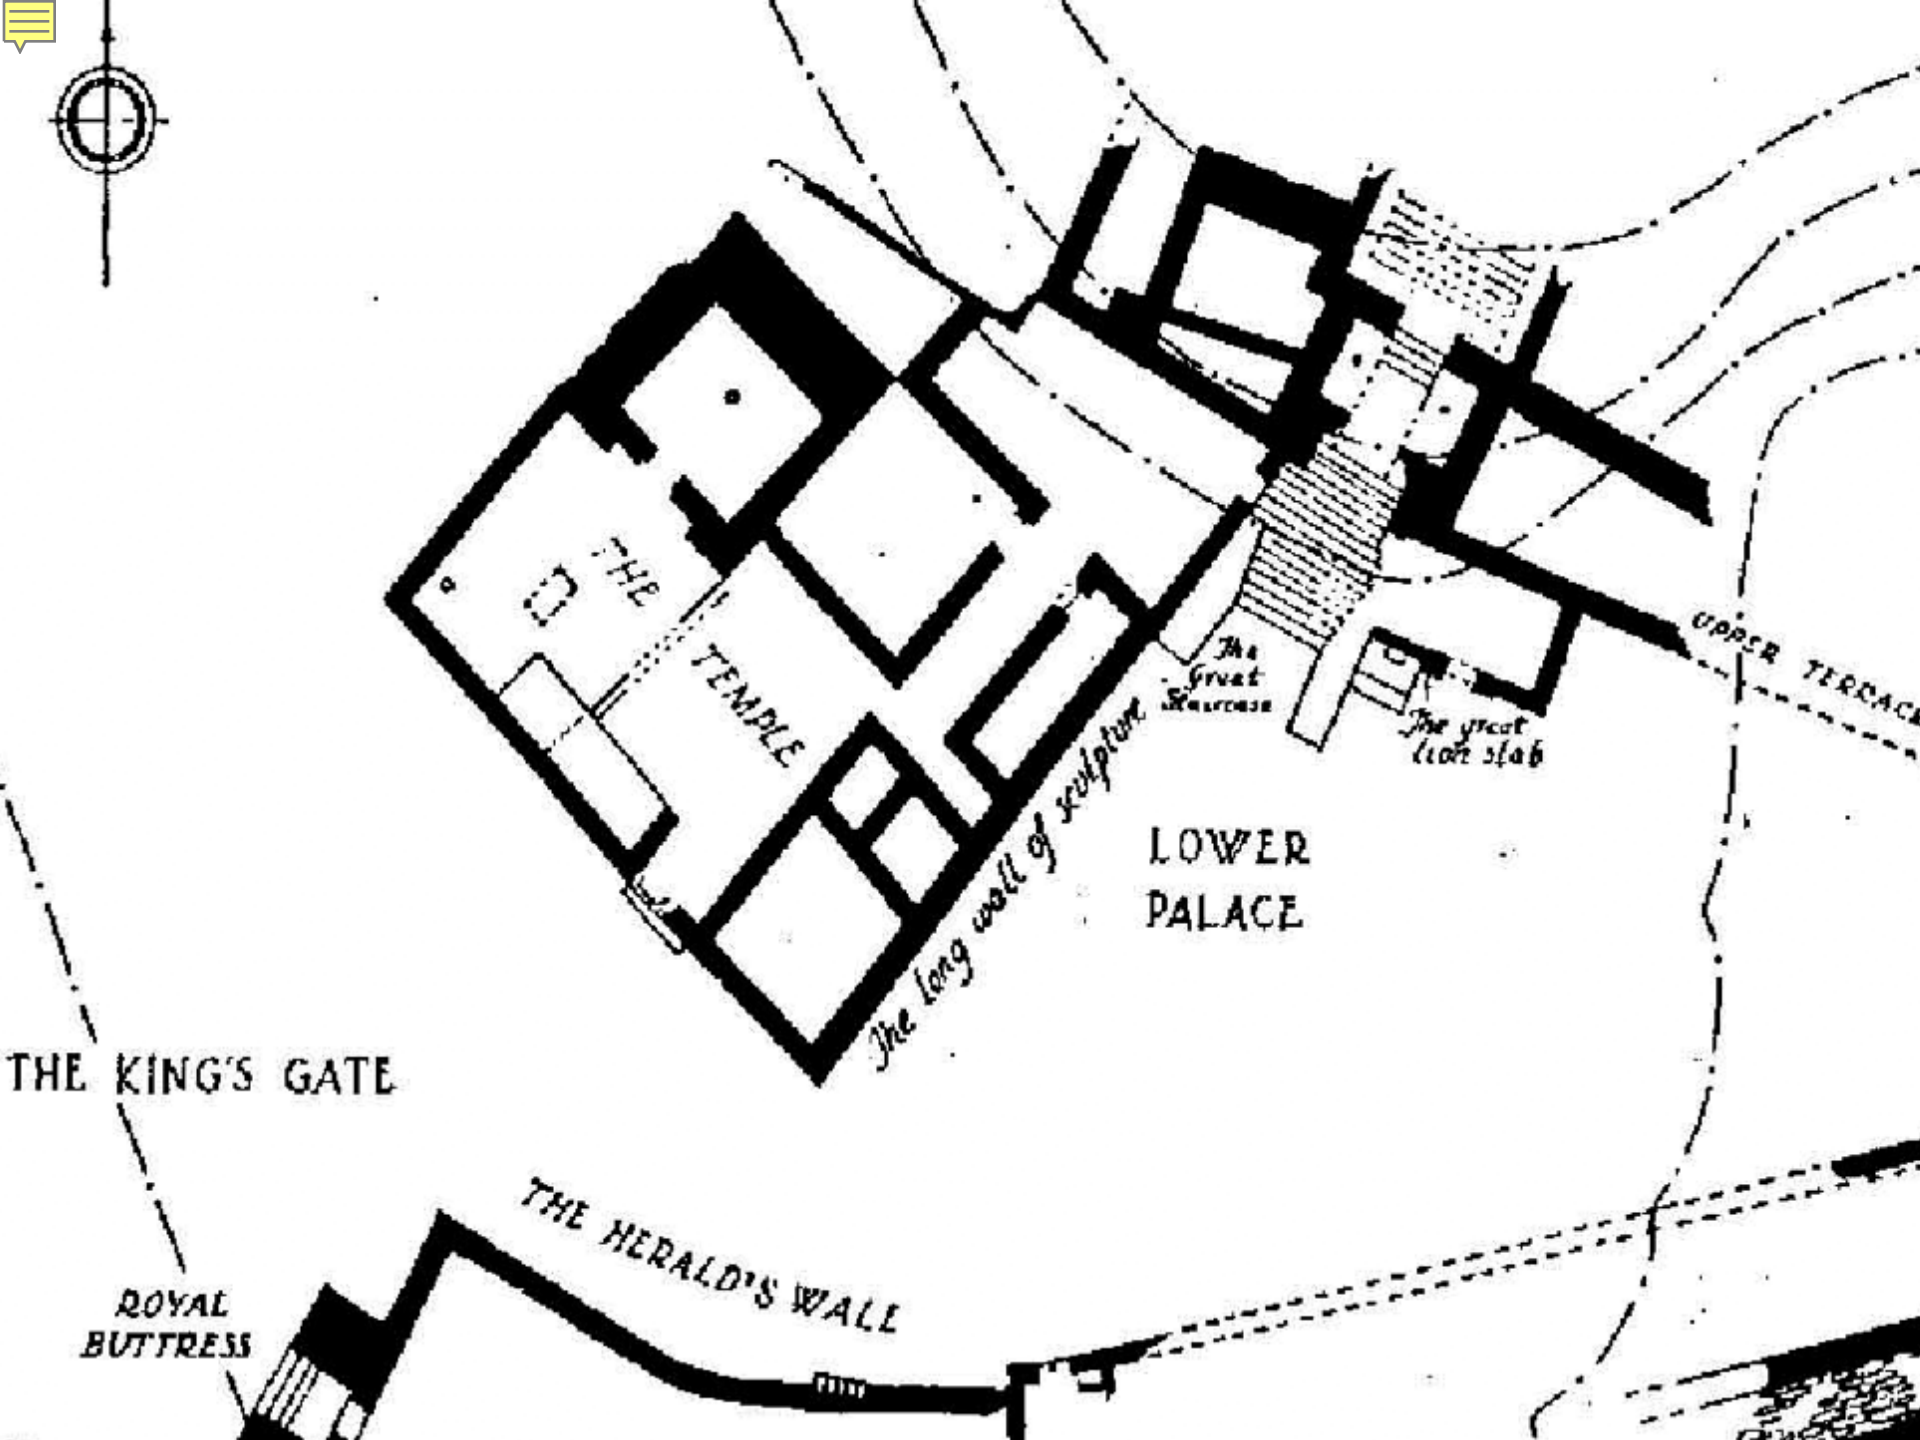 THE
TEMPLE
UPPER TERRACE
The
Great
Staircase
The great
lion slab
The long wall of sculpture
LOWER
PALACE
THE KING'S GATE
THE HERALD'S WALL
ROYAL
BUTTRESS